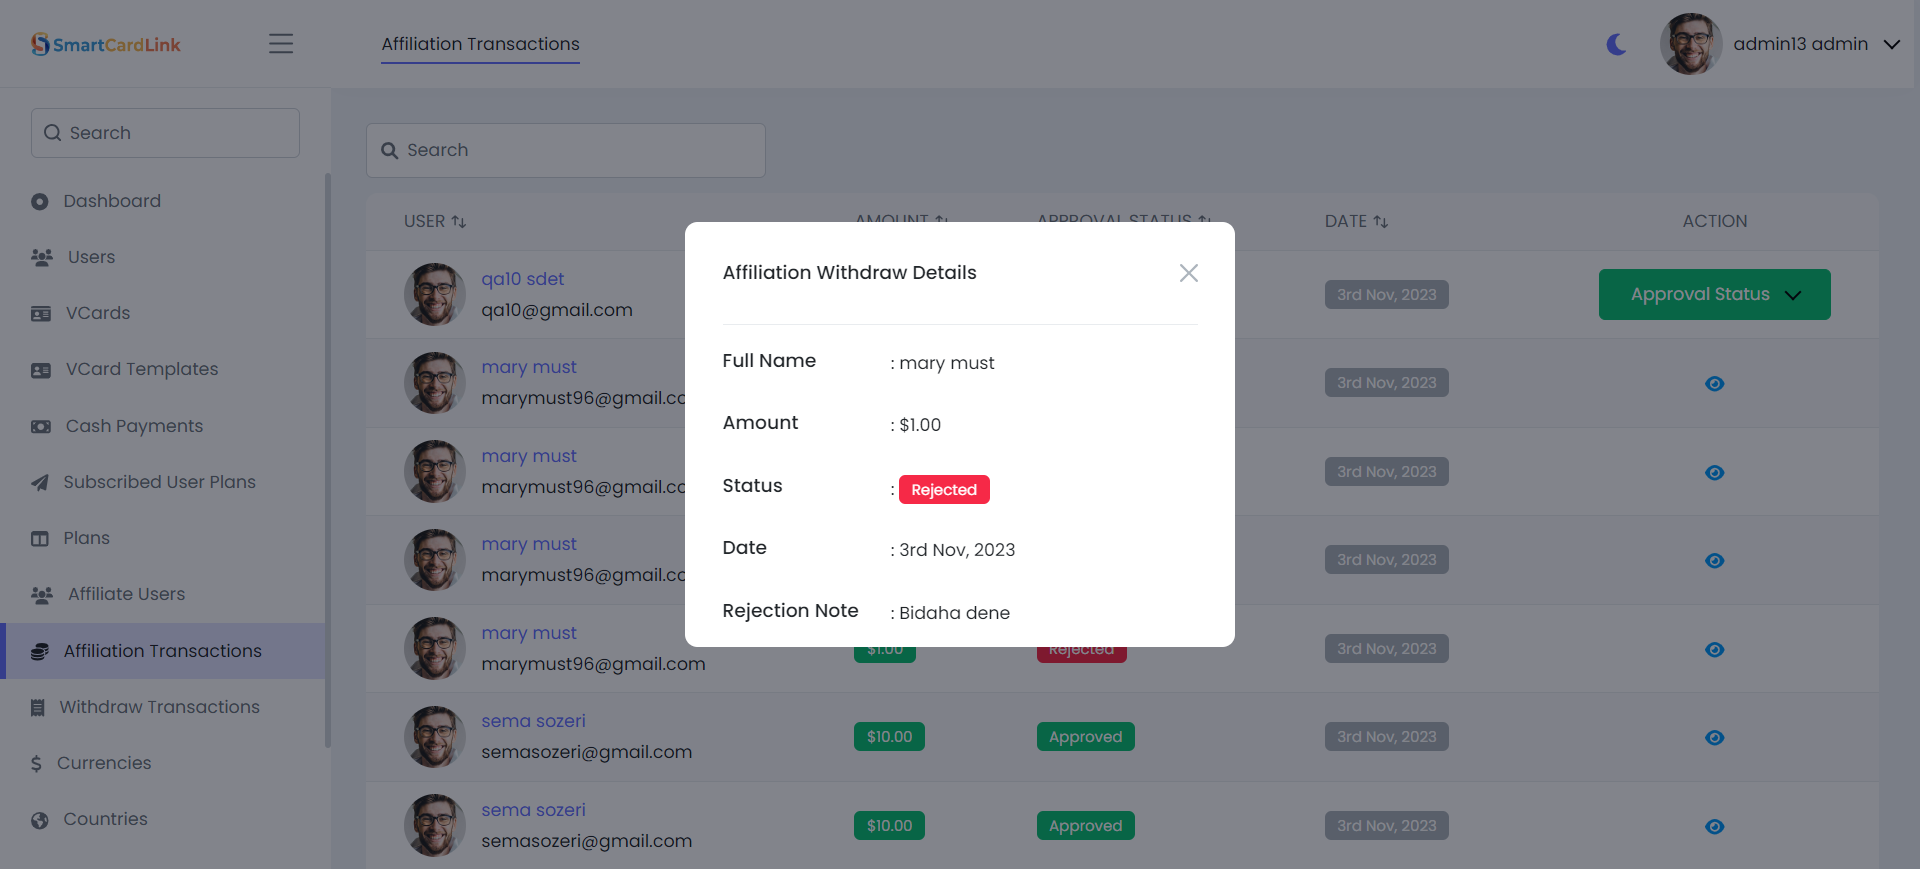 SmartCardLink
Affiliation Transactions
admin13 admin
Search
Dashboard
Users
VCards
VCard Templates
Cash Payments
Subscribed User Plans
Plans
Affiliate Users
Affiliation Transactions
Withdraw Transactions
Currencies
Countries
Search
USER AMOUNT APPROVAL STATUS DATE ACTION
qa10 sdet
qa10@gmail.com
3rd Nov, 2023
Approval Status
mary must
marymust96@gmail.co
3rd Nov, 2023
mary must
marymust96@gmail.co
3rd Nov, 2023
mary must
marymust96@gmail.co
3rd Nov, 2023
mary must
marymust96@gmail.com
$1.00 Rejected 3rd Nov, 2023
sema sozeri
semasozeri@gmail.com
$10.00 Approved 3rd Nov, 2023
sema sozeri
semasozeri@gmail.com
$10.00 Approved 3rd Nov, 2023
Affiliation Withdraw Details
Full Name : mary must
Amount : $1.00
Status : Rejected
Date : 3rd Nov, 2023
Rejection Note : Bidaha dene